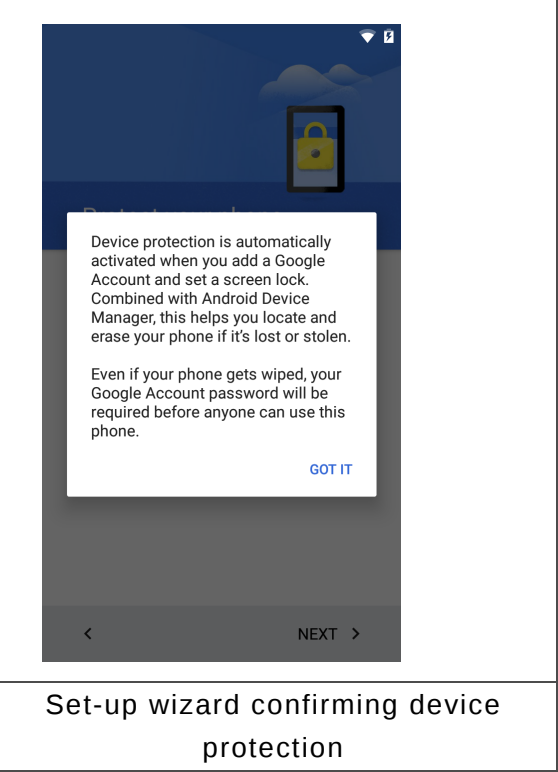 Device protection is automatically
activated when you add a Google
Account and set a screen lock.
Combined with Android Device
Manager, this helps you locate and
erase your phone if it's lost or stolen.
Even if your phone gets wiped, your
Google Account password will be
required before anyone can use this
phone.
GOT IT
NEXT
Set-up wizard confirming device
protection